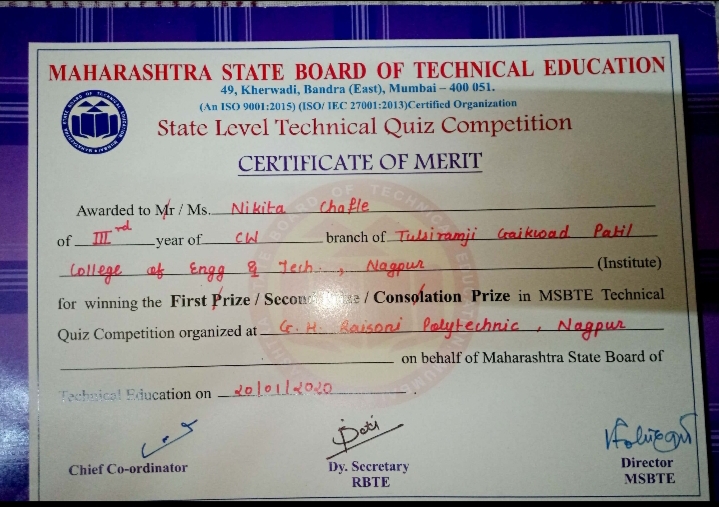 MAHARASHTRA STATE BOARD OF TECHNICAL EDUCATION
49, Kherwadi, Bandra (East), Mumbai – 400 051.
(An ISO 9001:2015) (ISO/ IEC 27001:2013)Certified Organization
State Level Technical Quiz Competition
CERTIFICATE OF MERIT
Awarded to Mr / Ms. Nikita Chafle
of IIIrd year of CW branch of Tulsiramji Gaikwad Patil
College of Engg & Tech., Nagpur (Institute)
for winning the First Prize / Second Prize / Consolation Prize in MSBTE Technical
Quiz Competition organized at G. H. Raisoni Polytechnic, Nagpur
on behalf of Maharashtra State Board of
Technical Education on 20/01/2020.
Chief Co-ordinator Dy. Secretary Director
RBTE MSBTE